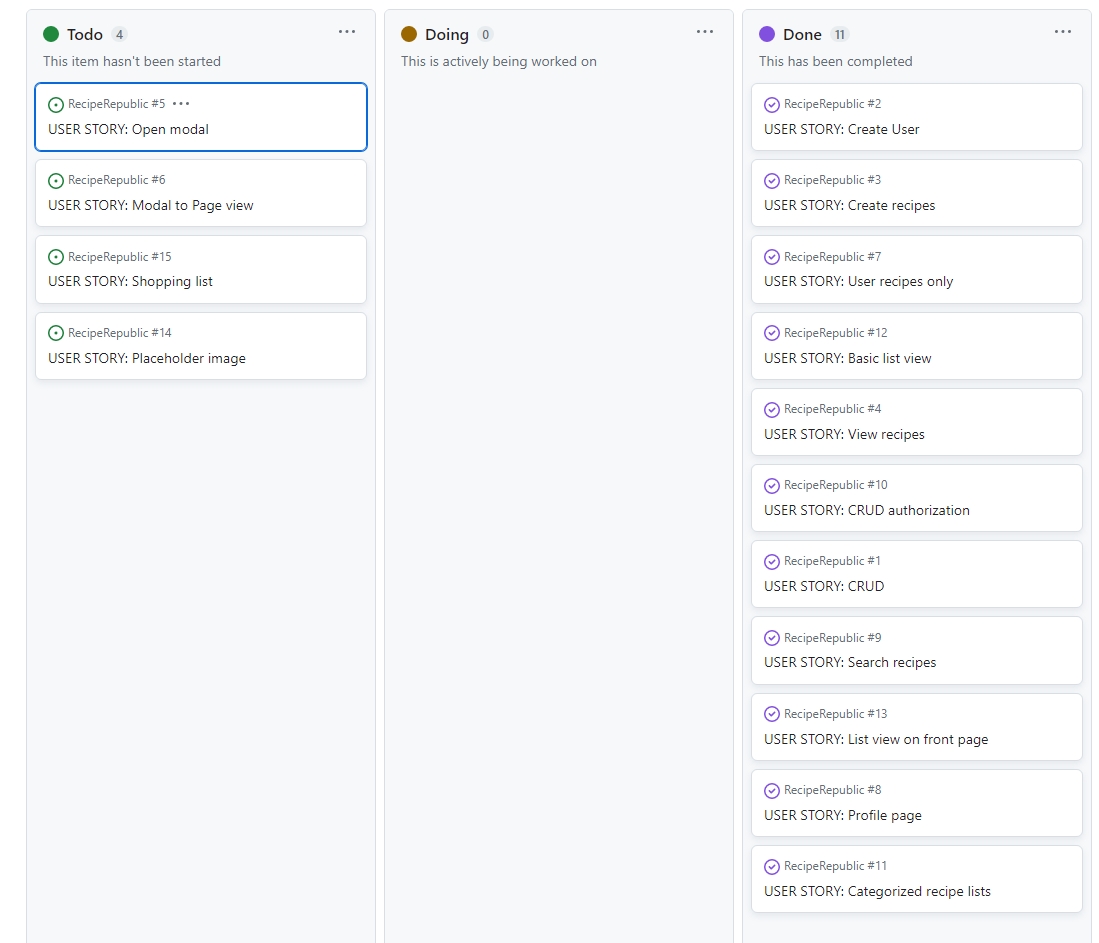 Todo 4
This item hasn't been started
RecipeRepublic #5
USER STORY: Open modal
RecipeRepublic #6
USER STORY: Modal to Page view
RecipeRepublic #15
USER STORY: Shopping list
RecipeRepublic #14
USER STORY: Placeholder image
Doing 0
This is actively being worked on
Done 11
This has been completed
RecipeRepublic #2
USER STORY: Create User
RecipeRepublic #3
USER STORY: Create recipes
RecipeRepublic #7
USER STORY: User recipes only
RecipeRepublic #12
USER STORY: Basic list view
RecipeRepublic #4
USER STORY: View recipes
RecipeRepublic #10
USER STORY: CRUD authorization
RecipeRepublic #1
USER STORY: CRUD
RecipeRepublic #9
USER STORY: Search recipes
RecipeRepublic #13
USER STORY: List view on front page
RecipeRepublic #8
USER STORY: Profile page
RecipeRepublic #11
USER STORY: Categorized recipe lists